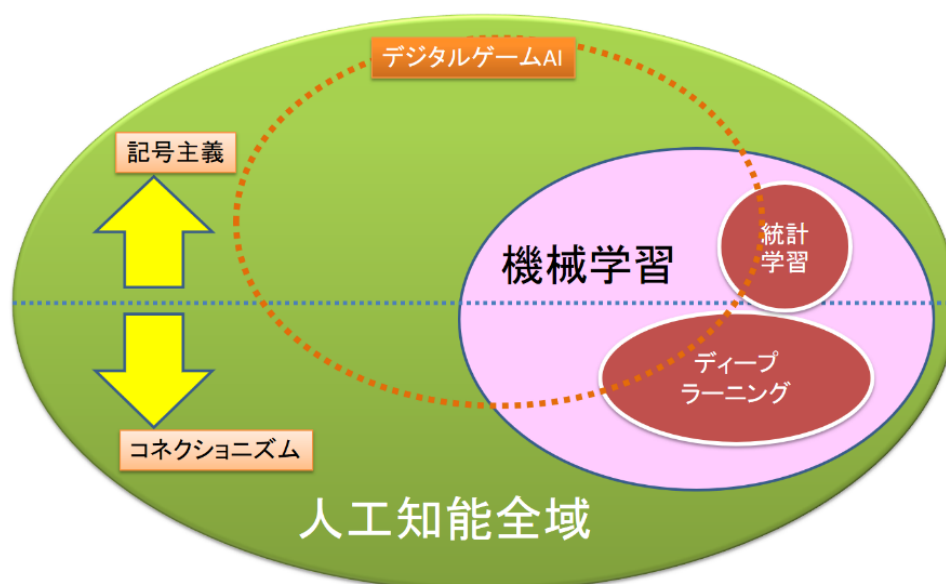 デジタルゲームAI
記号主義
機械学習
統計
学習
ディープ
ラーニング
コネクショニズム
人工知能全域